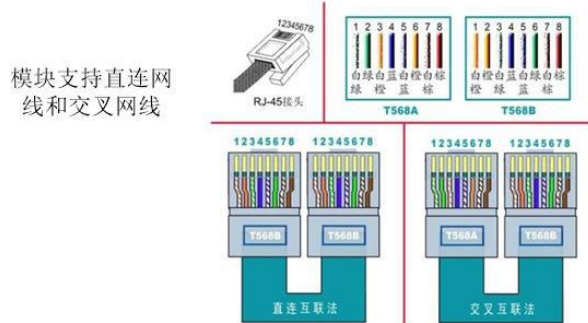 模块支持直连网
线和交叉网线
12345678
RJ-45接头
1 2 3 4 5 6 7 8
白 绿 白 蓝 白 橙 白 棕
绿 橙 蓝 棕
T568A
1 2 3 4 5 6 7 8
白 橙 白 蓝 白 绿 白 棕
橙 绿 蓝 棕
T568B
12345678
12345678
T568B
T568B
直连互联法
12345678
12345678
T568A
T568B
交叉互联法